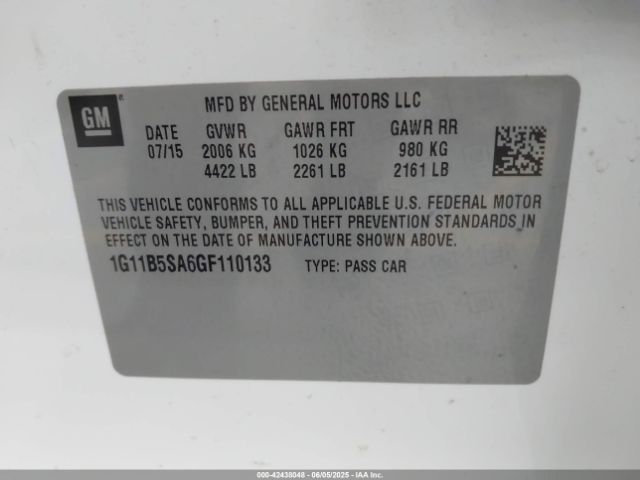 GM
MFD BY GENERAL MOTORS LLC
DATE GVWR GAWR FRT GAWR RR
07/15 2006 KG 1026 KG 980 KG
4422 LB 2261 LB 2161 LB
THIS VEHICLE CONFORMS TO ALL APPLICABLE U.S. FEDERAL MOTOR
VEHICLE SAFETY, BUMPER, AND THEFT PREVENTION STANDARDS IN
EFFECT ON THE DATE OF MANUFACTURE SHOWN ABOVE.
1G11B5SA6GF110133 TYPE: PASS CAR
000-42438048 - 06/05/2025 - IAAI.com